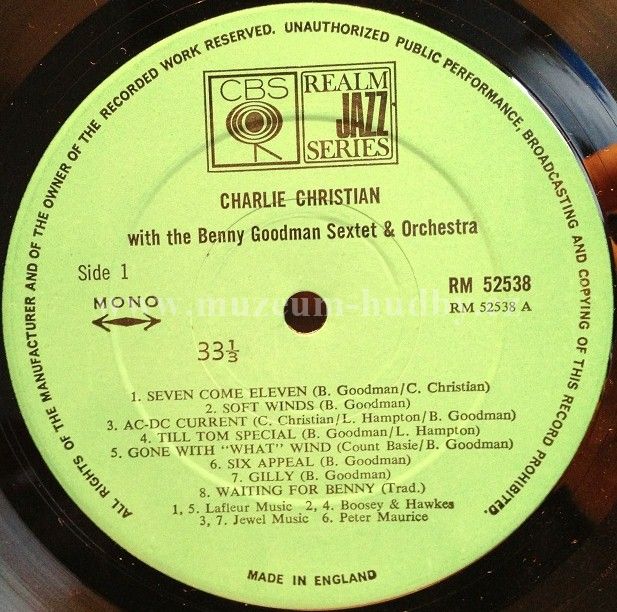 ALL RIGHTS OF THE MANUFACTURER AND OF THE OWNER OF THE RECORDED WORK RESERVED. UNAUTHORIZED PUBLIC PERFORMANCE, BROADCASTING AND COPYING OF THIS RECORD PROHIBITED.
CBS
REALM
JAZZ
SERIES
CHARLIE CHRISTIAN
with the Benny Goodman Sextet & Orchestra
Side 1
RM 52538
MONO
RM 52538 A
33⅓
1. SEVEN COME ELEVEN (B. Goodman/C. Christian)
2. SOFT WINDS (B. Goodman)
3. AC-DC CURRENT (C. Christian/L. Hampton/B. Goodman)
4. TILL TOM SPECIAL (B. Goodman/L. Hampton)
5. GONE WITH "WHAT" WIND (Count Basie/B. Goodman)
6. SIX APPEAL (B. Goodman)
7. GILLY (B. Goodman)
8. WAITING FOR BENNY (Trad.)
1, 5. Lafleur Music 2, 4. Boosey & Hawkes
3, 7. Jewel Music 6. Peter Maurice
MADE IN ENGLAND